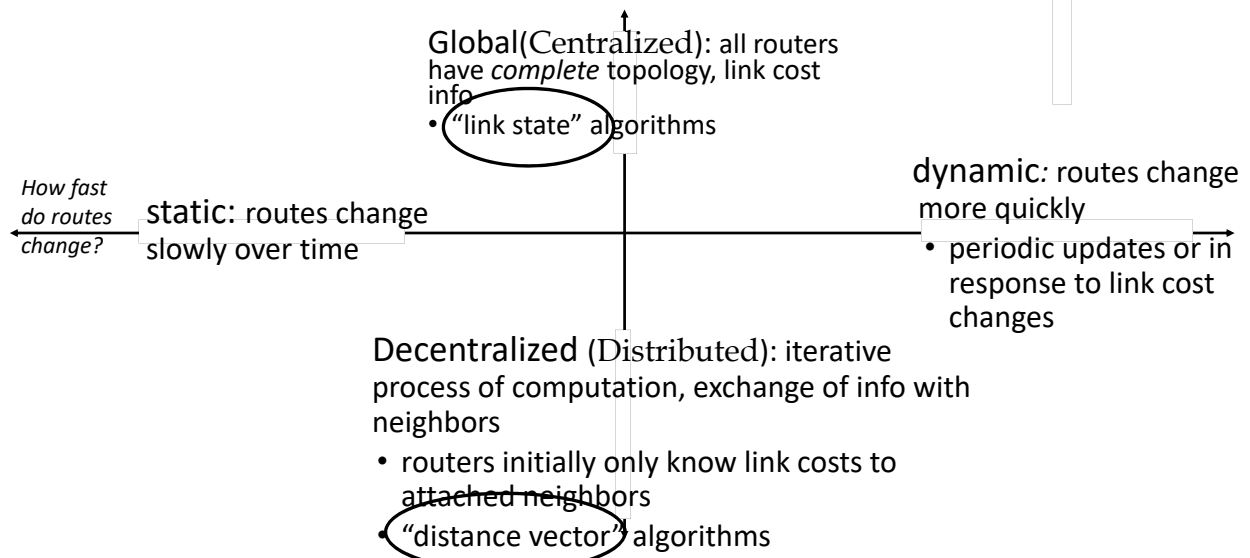 Global(Centralized): all routers
have complete topology, link cost
info
• “link state” algorithms
How fast
do routes
change?
static: routes change
slowly over time
dynamic: routes change
more quickly
• periodic updates or in
response to link cost
changes
Decentralized (Distributed): iterative
process of computation, exchange of info with
neighbors
• routers initially only know link costs to
attached neighbors
• “distance vector” algorithms